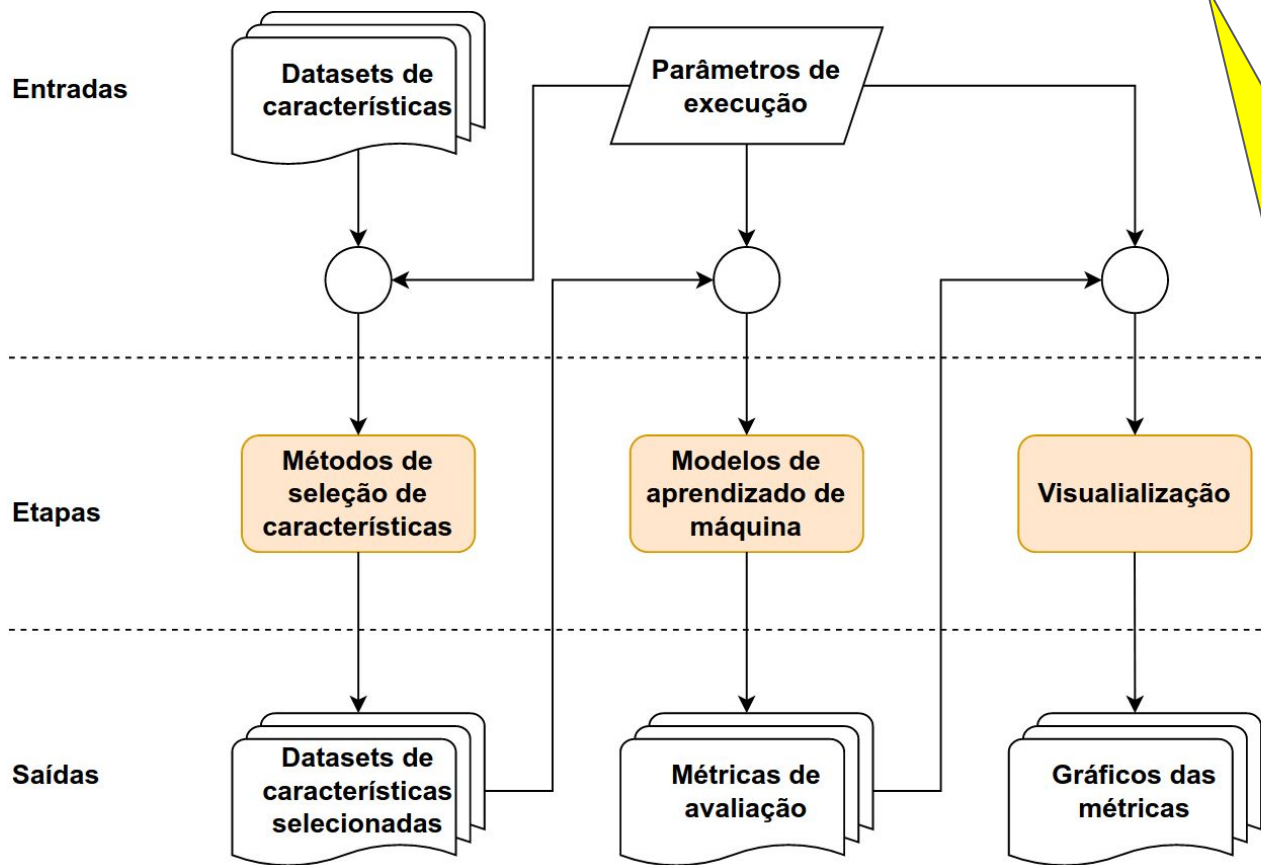 Entradas
Datasets de
características
Parâmetros de
execução
Etapas
Métodos de
seleção de
características
Modelos de
aprendizado de
máquina
Visualialização
Saídas
Datasets de
características
selecionadas
Métricas de
avaliação
Gráficos das
métricas